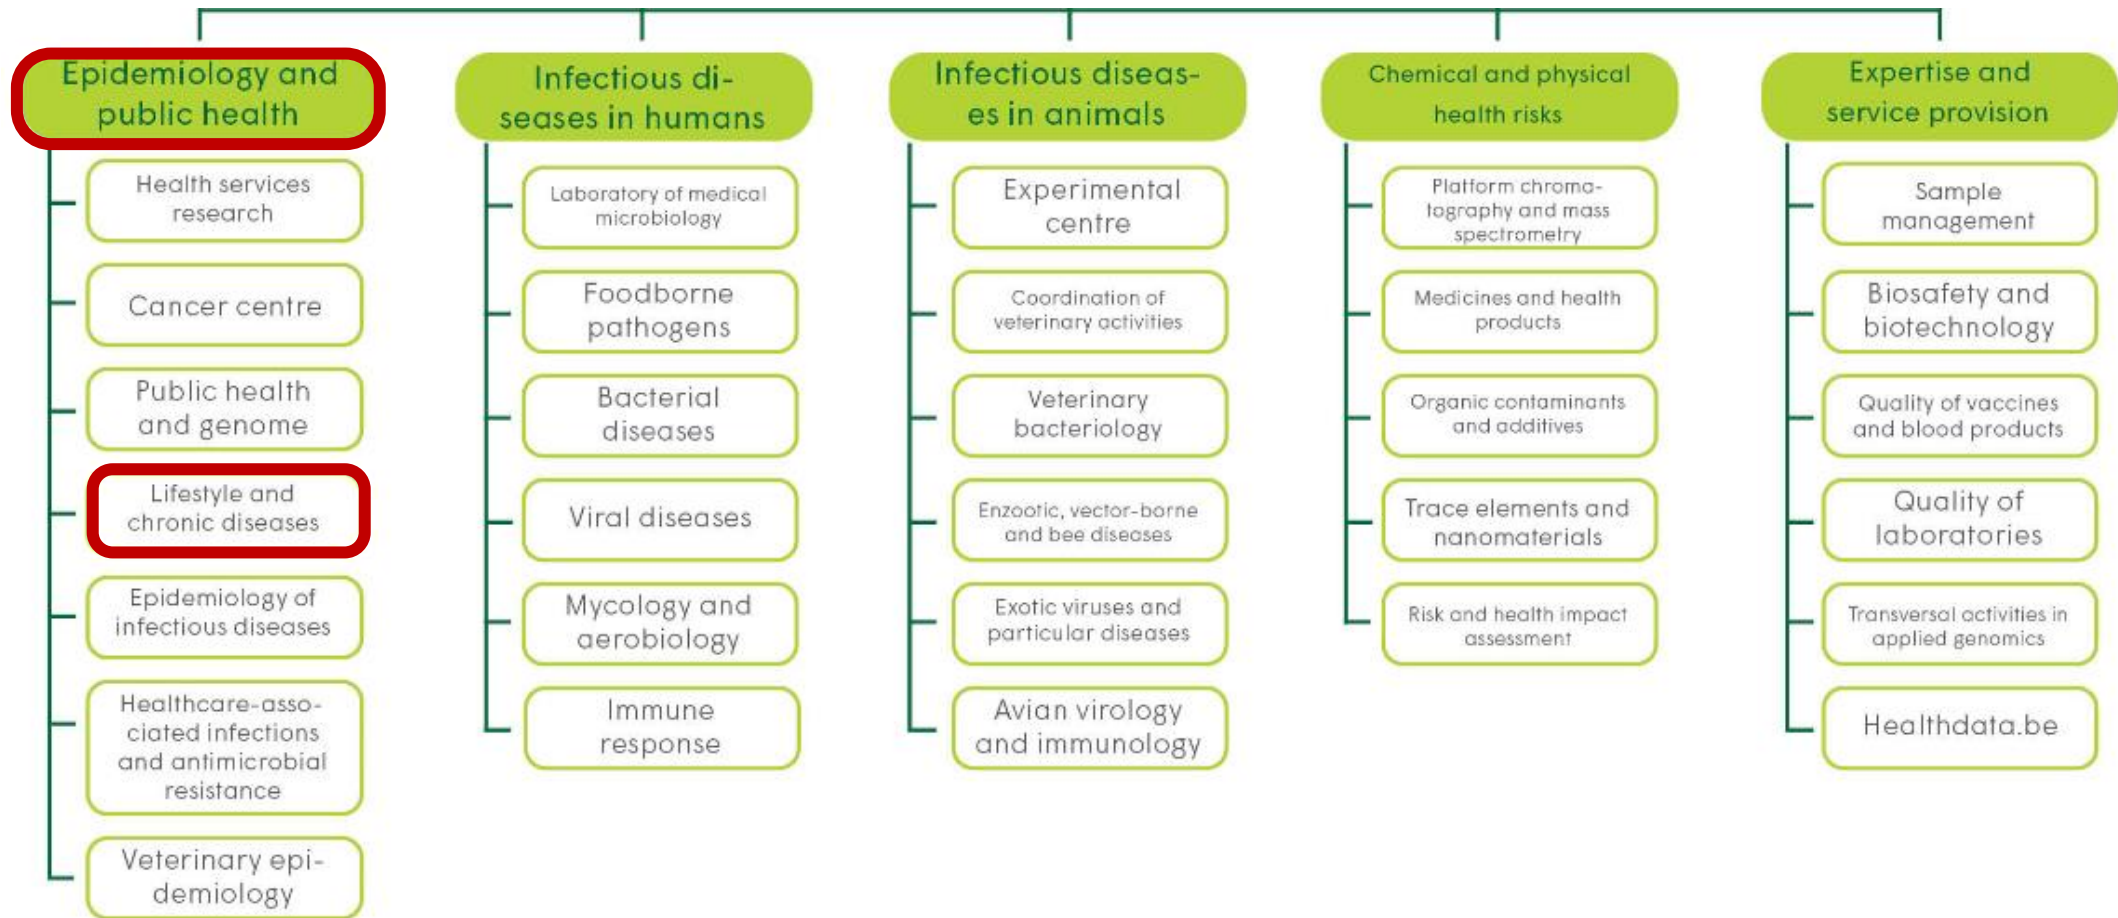 Epidemiology and
public health
Health services
research
Cancer centre
Public health
and genome
Lifestyle and
chronic diseases
Epidemiology of
infectious diseases
Healthcare-asso-
ciated infections
and antimicrobial
resistance
Veterinary epi-
demiology
Infectious di-
seases in humans
Laboratory of medical
microbiology
Foodborne
pathogens
Bacterial
diseases
Viral diseases
Mycology and
aerobiology
Immune
response
Infectious diseas-
es in animals
Experimental
centre
Coordination of
veterinary activities
Veterinary
bacteriology
Enzootic, vector-borne
and bee diseases
Exotic viruses and
particular diseases
Avian virology
and immunology
Chemical and physical
health risks
Platform chroma-
tography and mass
spectrometry
Medicines and health
products
Organic contaminants
and additives
Trace elements and
nanomaterials
Risk and health impact
assessment
Expertise and
service provision
Sample
management
Biosafety and
biotechnology
Quality of vaccines
and blood products
Quality of
laboratories
Transversal activities in
applied genomics
Healthdata.be